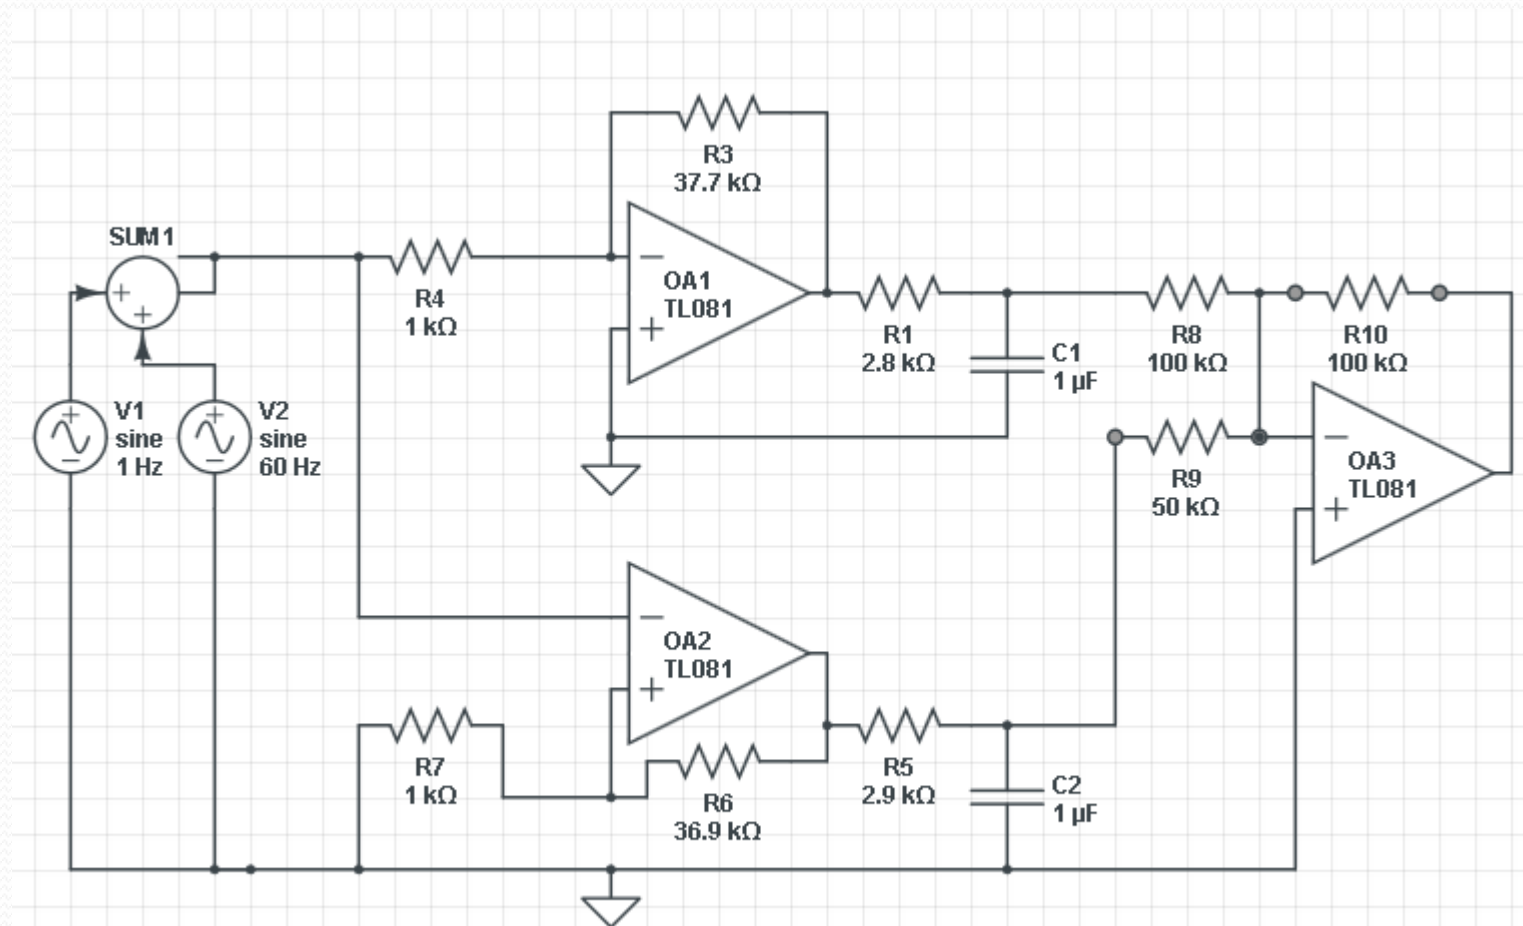 R3
37.7 kΩ
SUM1
+
+
R4
1 kΩ
−
OA1
TL081
+
R1
2.8 kΩ
C1
1 µF
R8
100 kΩ
R10
100 kΩ
+
V1
sine
1 Hz
−
+
V2
sine
60 Hz
−
R9
50 kΩ
−
OA3
TL081
+
−
OA2
TL081
+
R7
1 kΩ
R6
36.9 kΩ
R5
2.9 kΩ
C2
1 µF